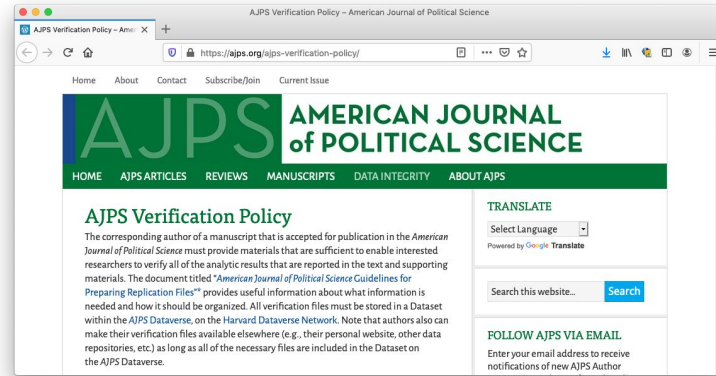 AJPS Verification Policy – American Journal of Political Science
AJPS Verification Policy – Amer
https://ajps.org/ajps-verification-policy/
Home About Contact Subscribe/Join Current Issue
AJPS
AMERICAN JOURNAL
of POLITICAL SCIENCE
HOME AJPS ARTICLES REVIEWS MANUSCRIPTS DATA INTEGRITY ABOUT AJPS
AJPS Verification Policy
The corresponding author of a manuscript that is accepted for publication in the American
Journal of Political Science must provide materials that are sufficient to enable interested
researchers to verify all of the analytic results that are reported in the text and supporting
materials. The document titled "American Journal of Political Science Guidelines for
Preparing Replication Files" provides useful information about what information is
needed and how it should be organized. All verification files must be stored in a Dataset
within the AJPS Dataverse, on the Harvard Dataverse Network. Note that authors also can
make their verification files available elsewhere (e.g., their personal website, other data
repositories, etc.) as long as all of the necessary files are included in the Dataset on
the AJPS Dataverse.
TRANSLATE
Select Language
Powered by Google Translate
Search this website... Search
FOLLOW AJPS VIA EMAIL
Enter your email address to receive
notifications of new AJPS Author